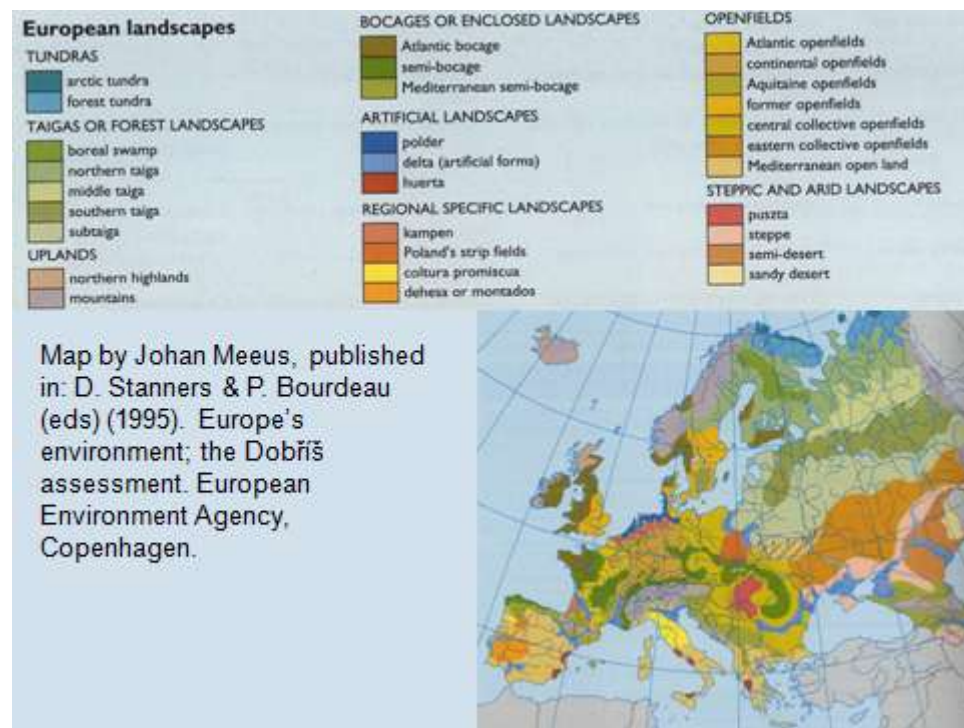 European landscapes
TUNDRAS
arctic tundra
forest tundra
TAIGAS OR FOREST LANDSCAPES
boreal swamp
northern taiga
middle taiga
southern taiga
subtaiga
UPLANDS
northern highlands
mountains
BOCAGES OR ENCLOSED LANDSCAPES
Atlantic bocage
semi-bocage
Mediterranean semi-bocage
ARTIFICIAL LANDSCAPES
polder
delta (artificial forms)
huerta
REGIONAL SPECIFIC LANDSCAPES
kampen
Poland's strip fields
coltura promiscua
dehesa or montados
OPENFIELDS
Atlantic openfields
continental openfields
Aquitaine openfields
former openfields
central collective openfields
eastern collective openfields
Mediterranean open land
STEPPIC AND ARID LANDSCAPES
puszta
steppe
semi-desert
sandy desert
Map by Johan Meeus, published
in: D. Stanners & P. Bourdeau
(eds) (1995). Europe's
environment; the Dobříš
assessment. European
Environment Agency,
Copenhagen.